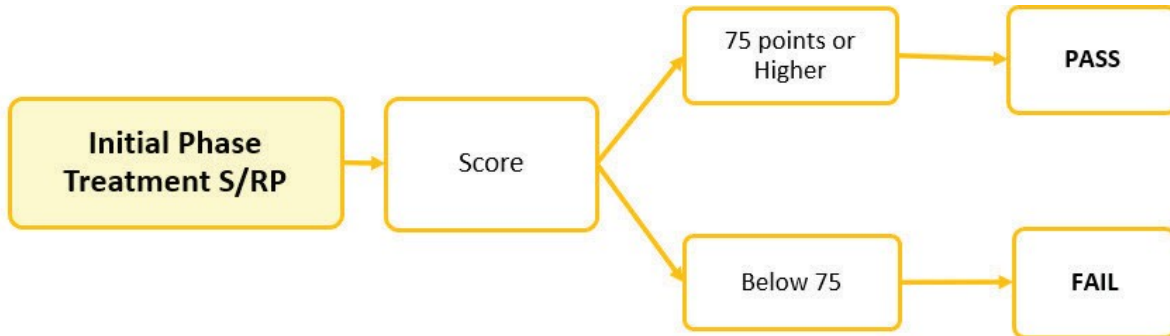 Initial Phase
Treatment S/RP
Score
75 points or
Higher
PASS
Below 75
FAIL